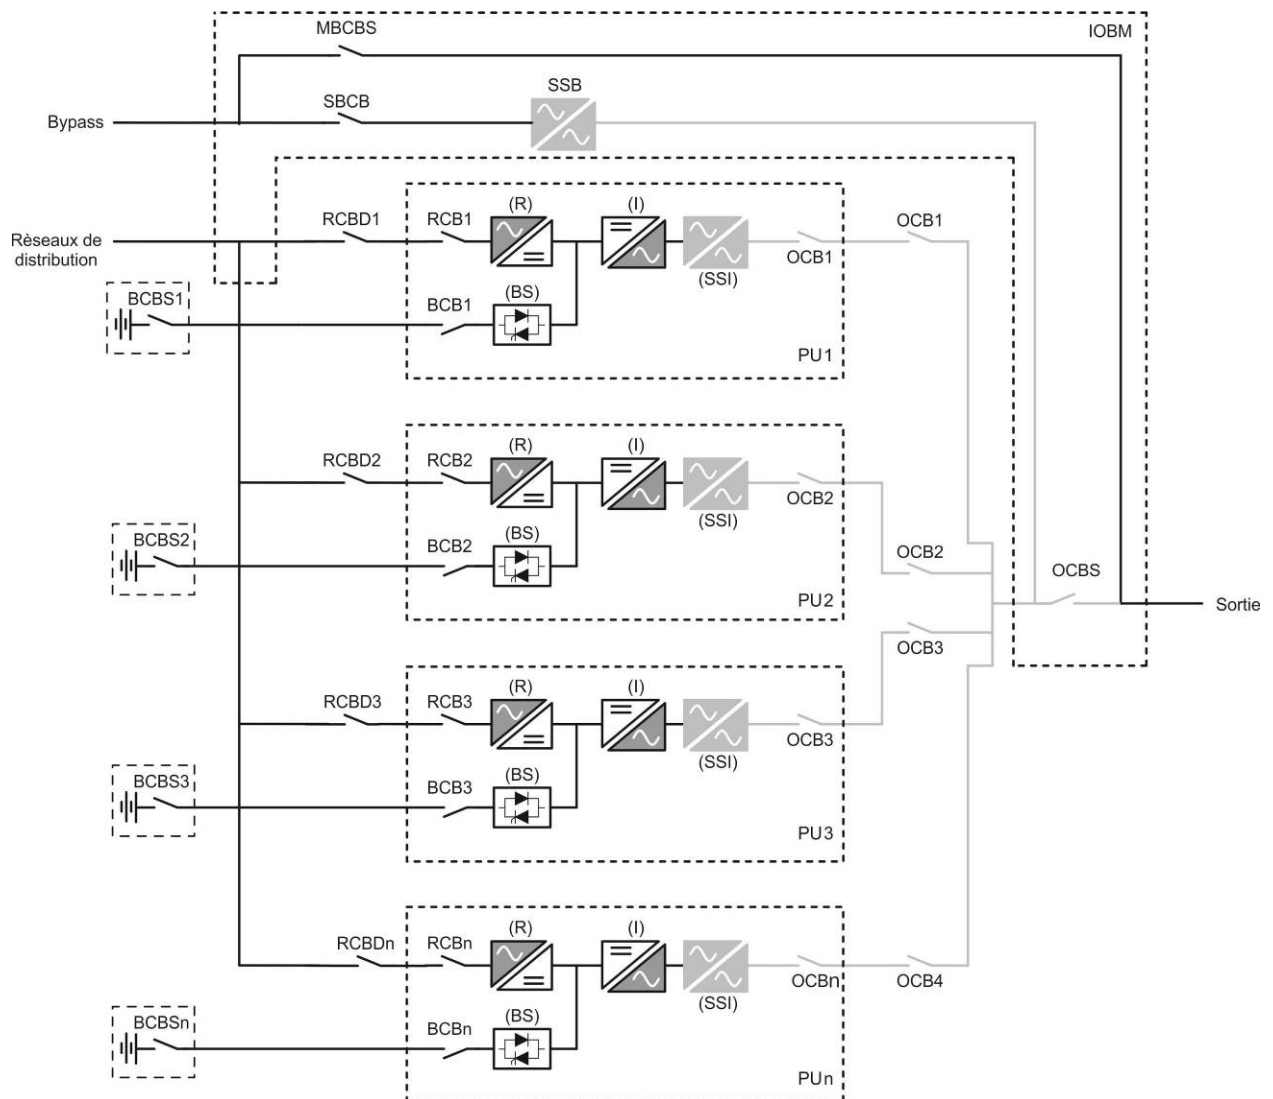 MBCBS
IOBM
SSB
SBCB
Bypass
(R)
(I)
RCBD1
RCB1
OCB1
Rèseaux de
distribution
OCB1
(SSI)
BCBS1
BCB1
(BS)
PU1
(R)
(I)
RCBD2
RCB2
OCB2
(SSI)
BCBS2
BCB2
(BS)
OCB2
OCBS
PU2
Sortie
OCB3
(R)
(I)
RCBD3
RCB3
OCB3
(SSI)
BCBS3
BCB3
(BS)
PU3
(R)
(I)
RCBDn
RCBn
OCBn
OCB4
(SSI)
BCBSn
BCBn
(BS)
PUn